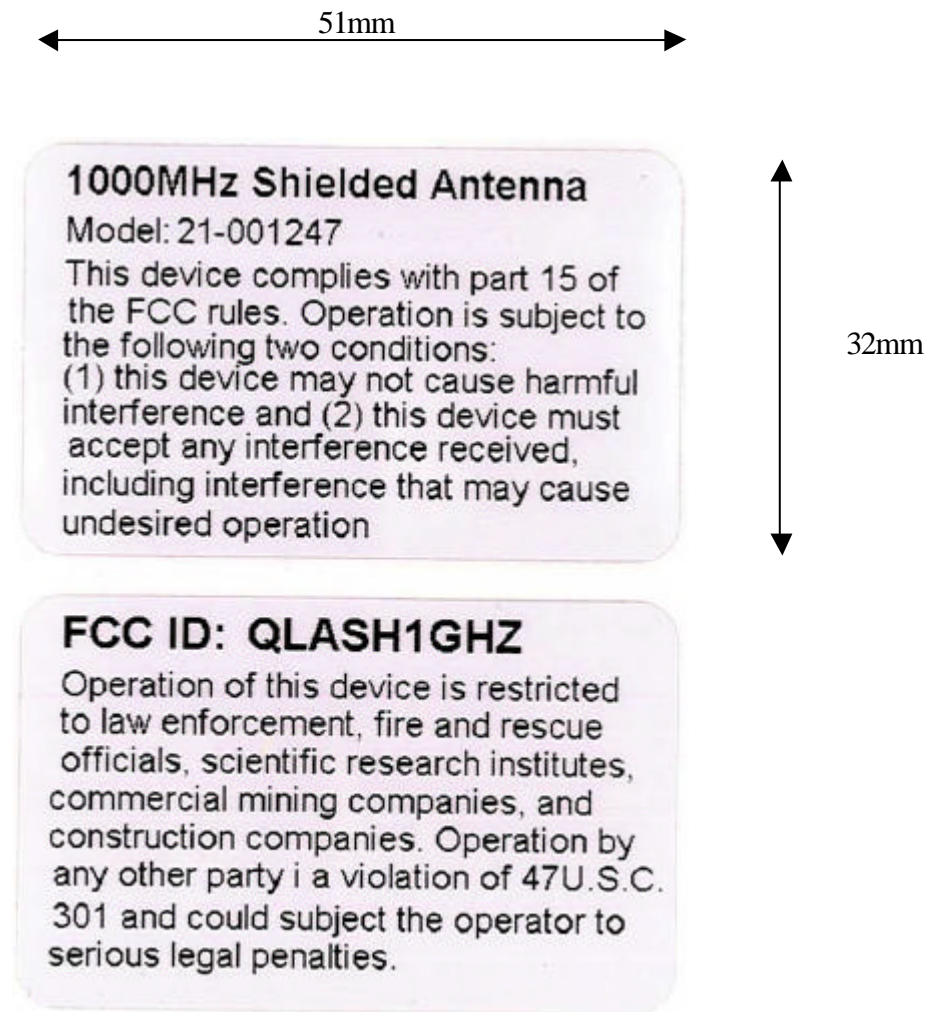 51mm
1000MHz Shielded Antenna
Model: 21-001247
This device complies with part 15 of
the FCC rules. Operation is subject to
the following two conditions:
(1) this device may not cause harmful
interference and (2) this device must
accept any interference received,
including interference that may cause
undesired operation
32mm
FCC ID: QLASH1GHZ
Operation of this device is restricted
to law enforcement, fire and rescue
officials, scientific research institutes,
commercial mining companies, and
construction companies. Operation by
any other party i a violation of 47U.S.C.
301 and could subject the operator to
serious legal penalties.